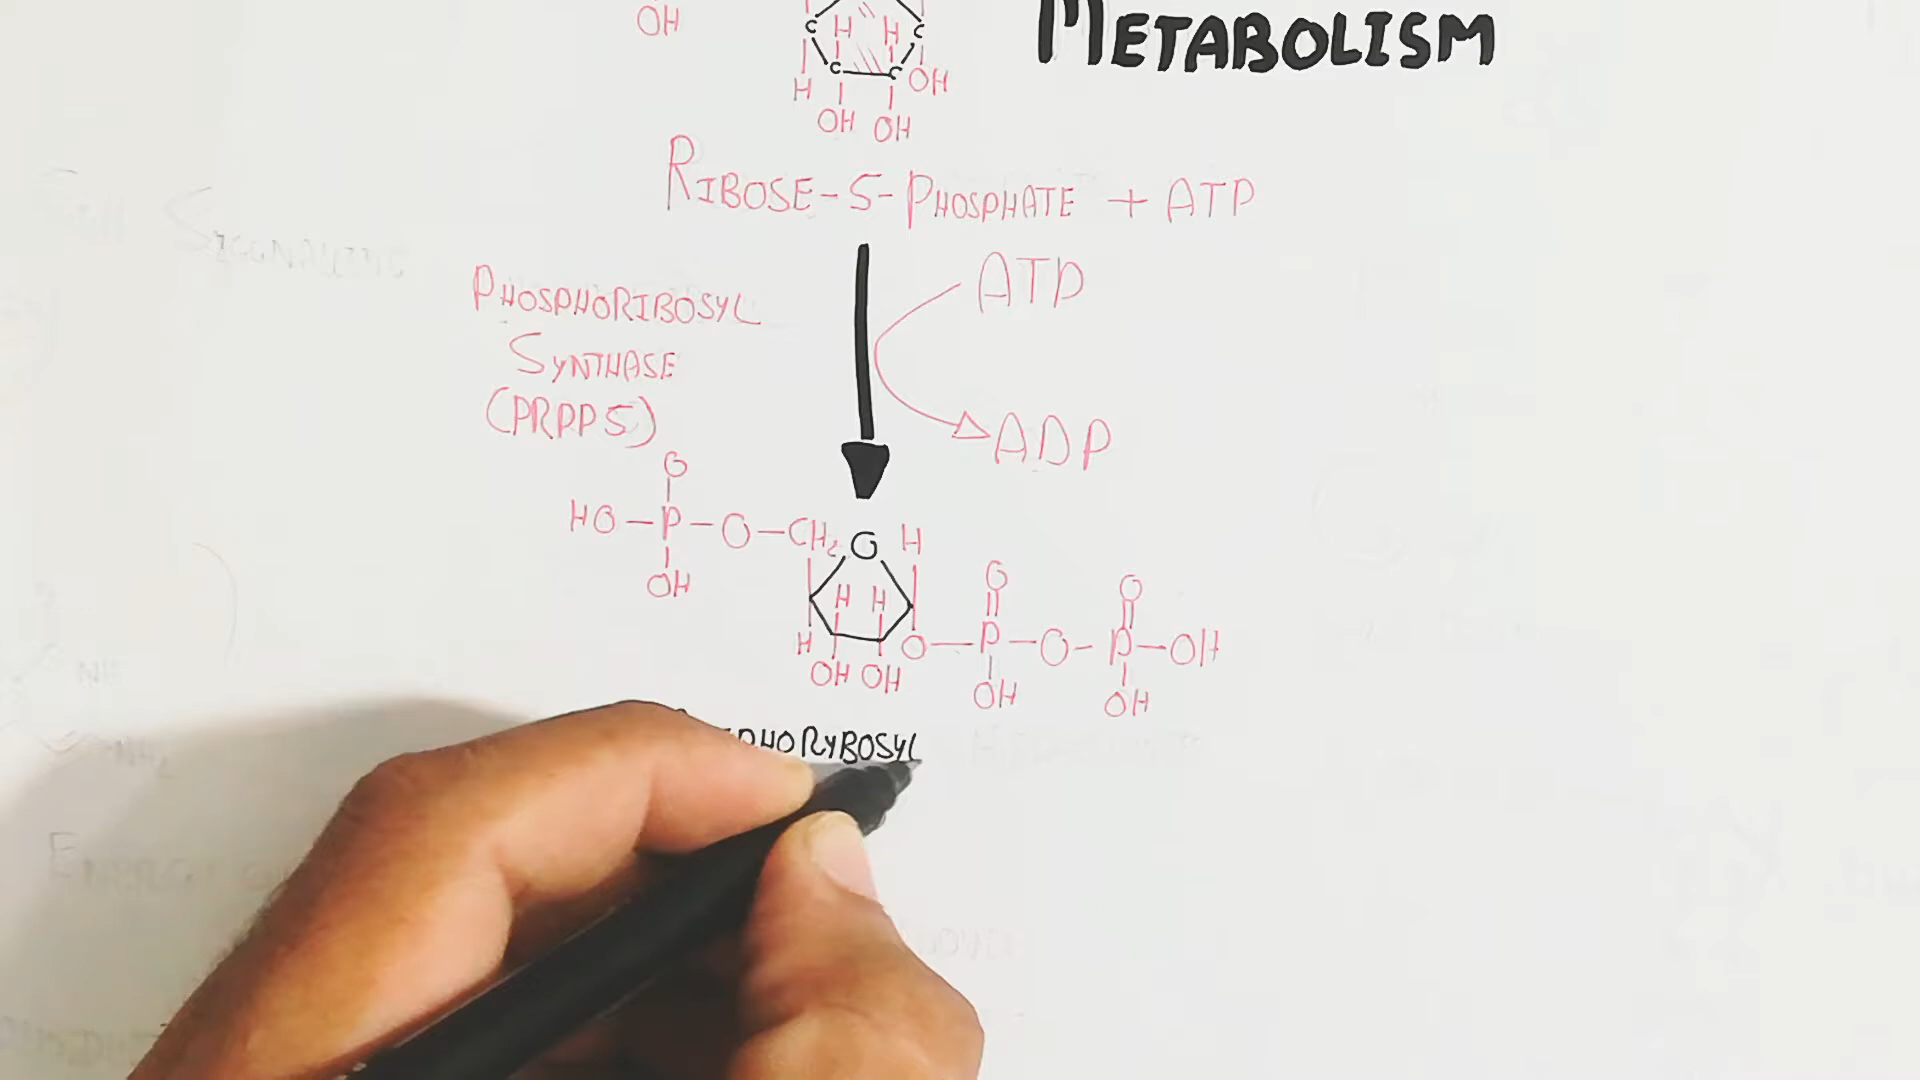 METABOLISM
OH
C H H C
C C OH
H
OH OH
RIBOSE-5-PHOSPHATE + ATP
ATP
PHOSPHORIBOSYL
SYNTHASE
(PRPPS)
ADP
O
HO-P-O-CH2 O H
OH
H H
O O
H O-P-O-P-OH
OH OH OH OH
PHORYBOSYL